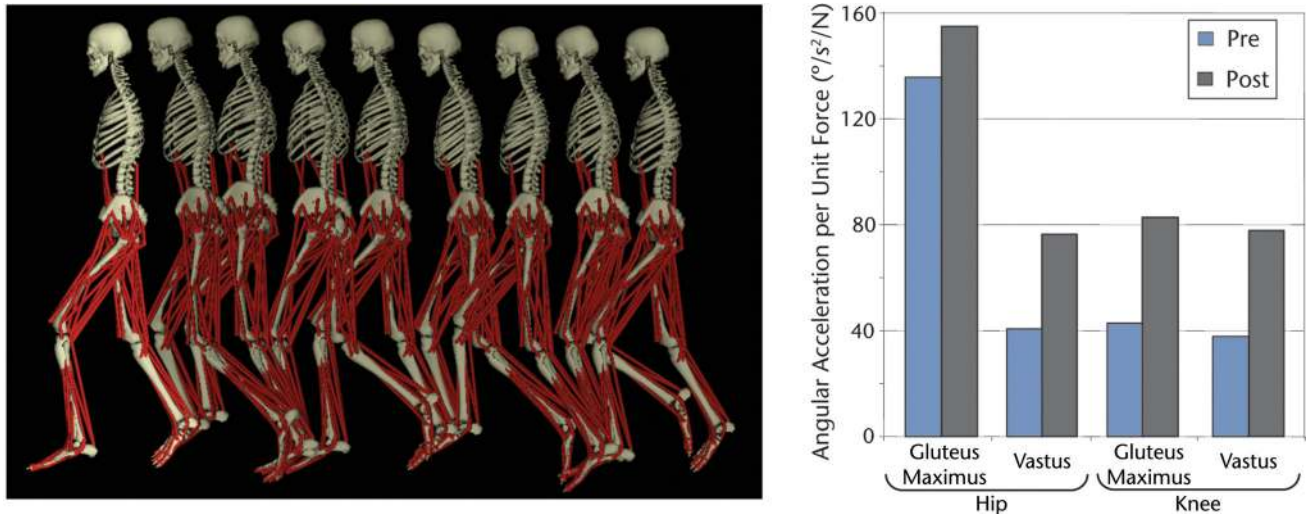 Angular Acceleration per Unit Force (°/s²/N)
160
120
80
40
0
Pre
Post
Gluteus
Maximus
Vastus
Gluteus
Maximus
Vastus
Hip
Knee